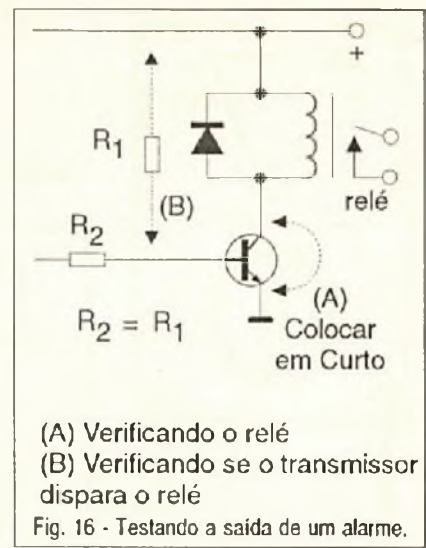 +
R1
(B)
relé
R2
(A)
R2 = R1
Colocar
em Curto
(A) Verificando o relé
(B) Verificando se o transmissor
dispara o relé
Fig. 16 - Testando a saída de um alarme.